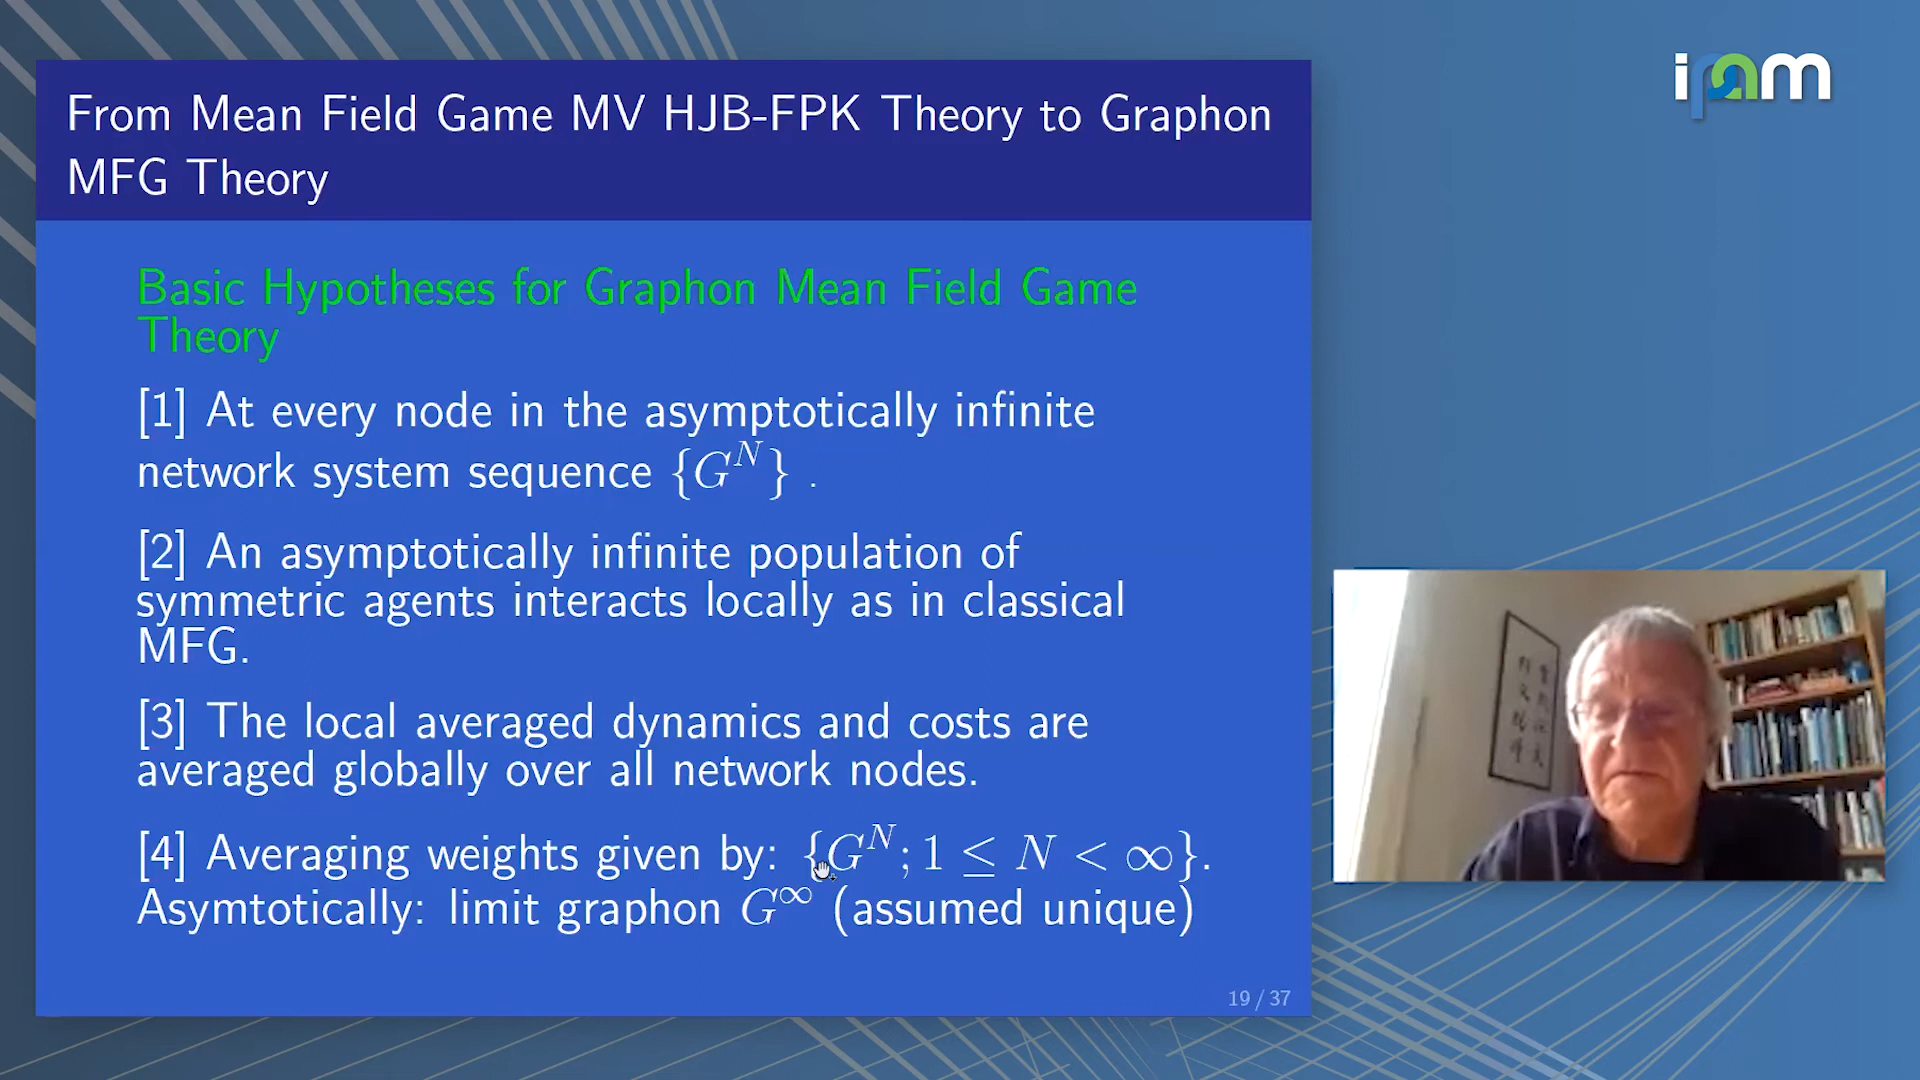 ipam
From Mean Field Game MV HJB-FPK Theory to Graphon
MFG Theory
Basic Hypotheses for Graphon Mean Field Game
Theory
[1] At every node in the asymptotically infinite
network system sequence {G^N} .
[2] An asymptotically infinite population of
symmetric agents interacts locally as in classical
MFG.
[3] The local averaged dynamics and costs are
averaged globally over all network nodes.
[4] Averaging weights given by: {G^N; 1 ≤ N < ∞}.
Asymtotically: limit graphon G^∞ (assumed unique)
19 / 37